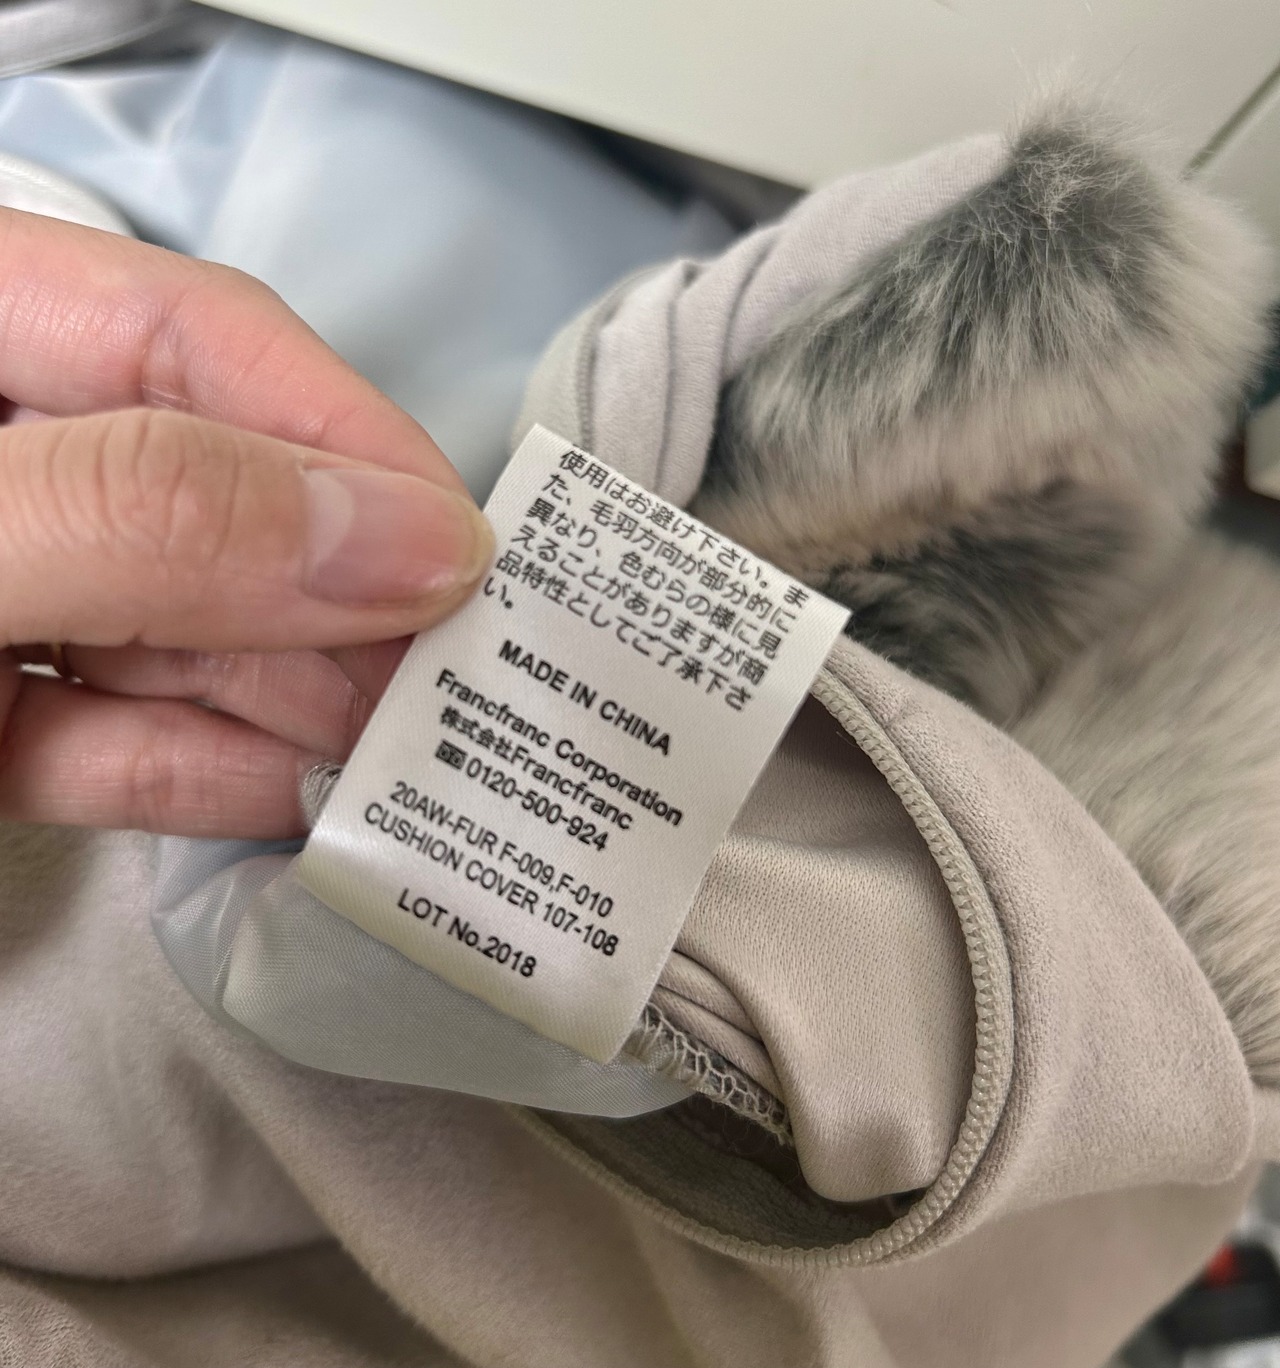 使用はお避け下さい。ま
た、毛羽方向が部分的に
異なり、色むらの様に見
えることがありますが商
品特性としてご了承下さ
い。
MADE IN CHINA
Francfranc Corporation
株式会社Francfranc
0120-500-924
20AW-FUR F-009,F-010
CUSHION COVER 107-108
LOT No.2018